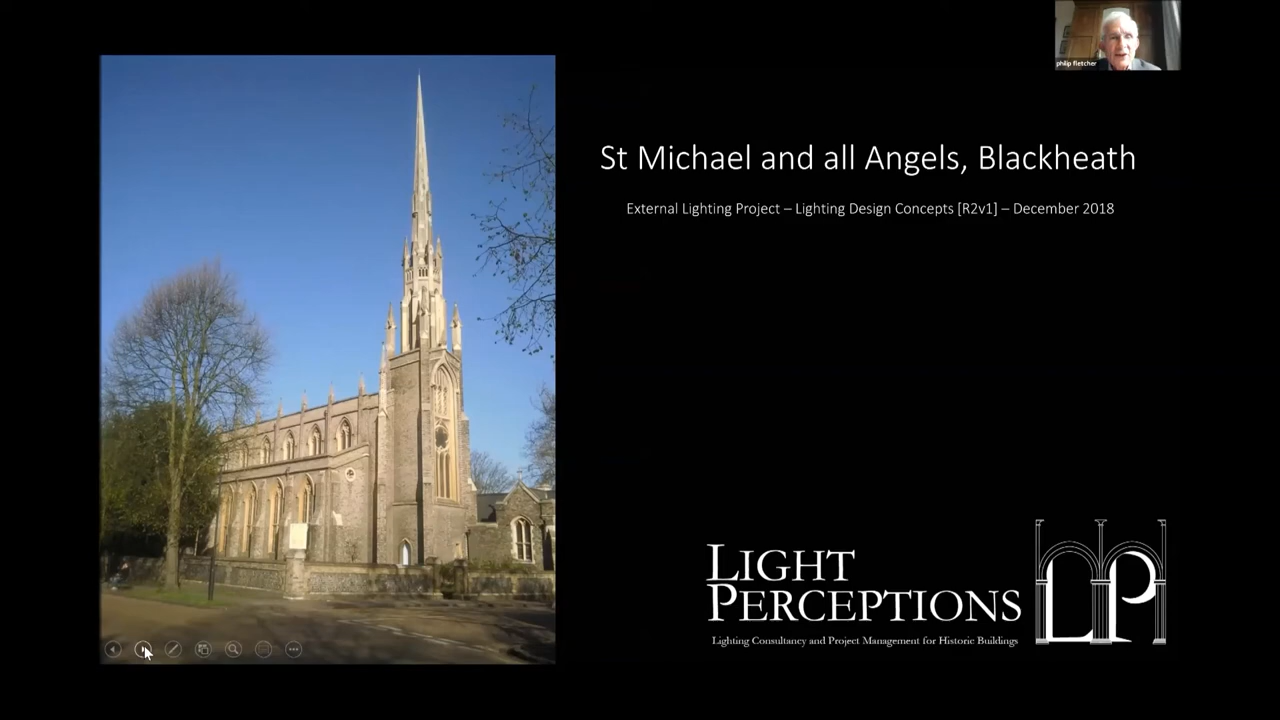 philip fletcher
St Michael and all Angels, Blackheath
External Lighting Project – Lighting Design Concepts [R2v1] – December 2018
LIGHT
PERCEPTIONS
Lighting Consultancy and Project Management for Historic Buildings
LP